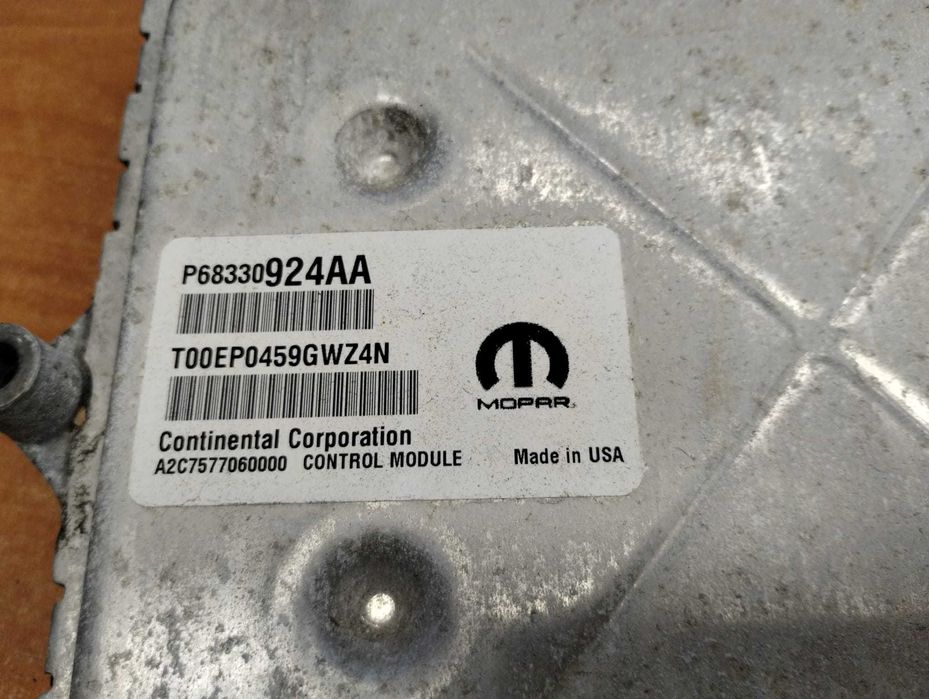 P68330924AA
T00EP0459GWZ4N
MOPAR
Continental Corporation
A2C7577060000 CONTROL MODULE Made in USA